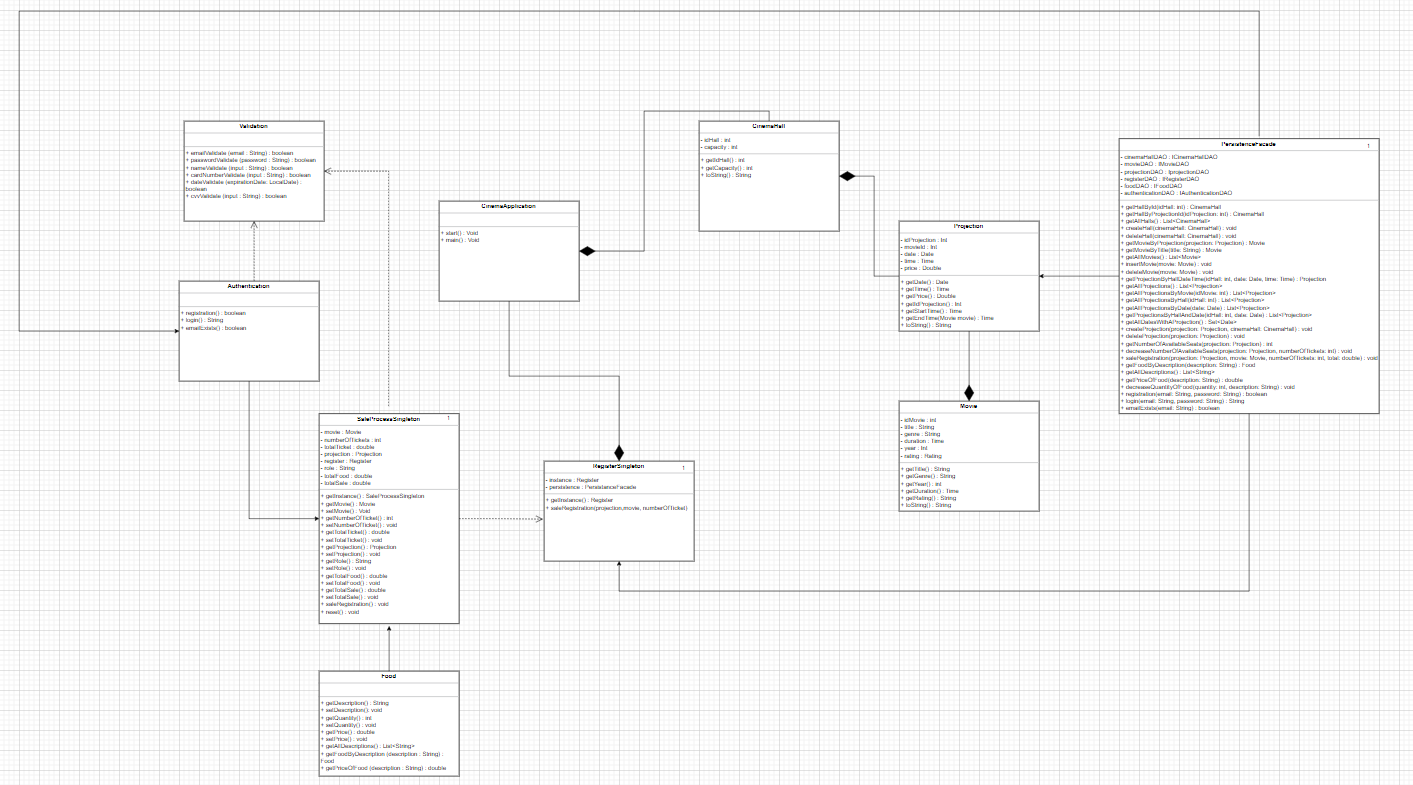 Validation
+ emailValidate (email : String) : boolean
+ passwordValidate (password : String) : boolean
+ nameValidate (input : String) : boolean
+ cardNumberValidate (input : String) : boolean
+ dateValidate (expirationDate: LocalDate) :
boolean
+ cvvValidate (input : String) : boolean
CinemaApplication
+ start() : Void
+ main() : Void
CinemaHall
- idHall : int
- capacity : int
+ getIdHall() : int
+ getCapacity() : int
+ toString() : String
Projection
- idProjection : Int
- movieId : Int
- date : Date
- time : Time
- price : Double
+ getDate() : Date
+ getTime() : Time
+ getPrice() : Double
+ getIdProjection() : Int
+ getStartTime() : Time
+ getEndTime(Movie movie) : Time
+ toString() : String
PersistenceFacade
1
- cinemaHallDAO : ICinemaHallDAO
- movieDAO : IMovieDAO
- projectionDAO : IprojectionDAO
- registerDAO : IRegisterDAO
- foodDAO : IFoodDAO
- authenticationDAO : IAuthenticationDAO
+ getHallById(idHall: int) : CinemaHall
+ getHallByProjectionId(idProjection: int) : CinemaHall
+ getAllHalls() : List<CinemaHall>
+ createHall(cinemaHall: CinemaHall) : void
+ deleteHall(cinemaHall: CinemaHall) : void
+ getMovieByProjection(projection: Projection) : Movie
+ getMovieByTitle(title: String) : Movie
+ getAllMovies() : List<Movie>
+ insertMovie(movie: Movie) : void
+ deleteMovie(movie: Movie) : void
+ getProjectionByHallDateTime(idHall: int, date: Date, time: Time) : Projection
+ getAllProjections() : List<Projection>
+ getAllProjectionsByMovie(idMovie: int) : List<Projection>
+ getAllProjectionsByHall(idHall: int) : List<Projection>
+ getAllProjectionsByDate(date: Date) : List<Projection>
+ getProjectionsByHallAndDate(idHall: int, date: Date) : List<Projection>
+ getAllDatesWithAProjection() : Set<Date>
+ createProjection(projection: Projection, cinemaHall: CinemaHall) : void
+ deleteProjection(projection: Projection) : void
+ getNumberOfAvailableSeats(projection: Projection) : int
+ decreaseNumberOfAvailableSeats(projection: Projection, numberOfTickets: int) : void
+ saleRegistration(projection: Projection, movie: Movie, numberOfTickets: int, total: double) : void
+ getFoodByDescription(description: String) : Food
+ getAllDescriptions() : List<String>
+ getPriceOfFood(description: String) : double
+ decreaseQuantityOfFood(quantity: int, description: String) : void
+ registration(email: String, password: String) : boolean
+ login(email: String, password: String) : String
+ emailExists(email: String) : boolean
Authentication
+ registration() : boolean
+ login() : String
+ emailExists() : boolean
SaleProcessSingleton
1
- movie : Movie
- numberOfTickets : int
- totalTicket : double
- projection : Projection
- register : Register
- role : String
- totalFood : double
- totalSale : double
+ getInstance() : SaleProcessSingleton
+ getMovie() : Movie
+ setMovie() : Void
+ getNumberOfTicket() : int
+ setNumberOfTicket() : void
+ getTotalTicket() : double
+ setTotalTicket() : void
+ getProjection() : Projection
+ setProjection() : void
+ getRole() : String
+ setRole() : void
+ getTotalFood() : double
+ setTotalFood() : void
+ getTotalSale() : double
+ setTotalSale() : void
+ saleRegistration() : void
+ reset() : void
RegisterSingleton
1
- instance : Register
- persistence : PersistanceFacade
+ getInstance() : Register
+ saleRegistration(projection,movie, numberOfTicket)
Movie
- idMovie : int
- title : String
- genre : String
- duration : Time
- year : Int
- rating : Rating
+ getTitle() : String
+ getGenre() : String
+ getYear() : int
+ getDuration() : Time
+ getRating() : String
+ toString() : String
Food
+ getDescription() : String
+ setDescription(): void
+ getQuantity() : int
+ setQuantity() : void
+ getPrice() : double
+ setPrice() : void
+ getAllDescriptions() : List<String>
+ getFoodByDescription (description : String) :
Food
+ getPriceOfFood (description : String) : double